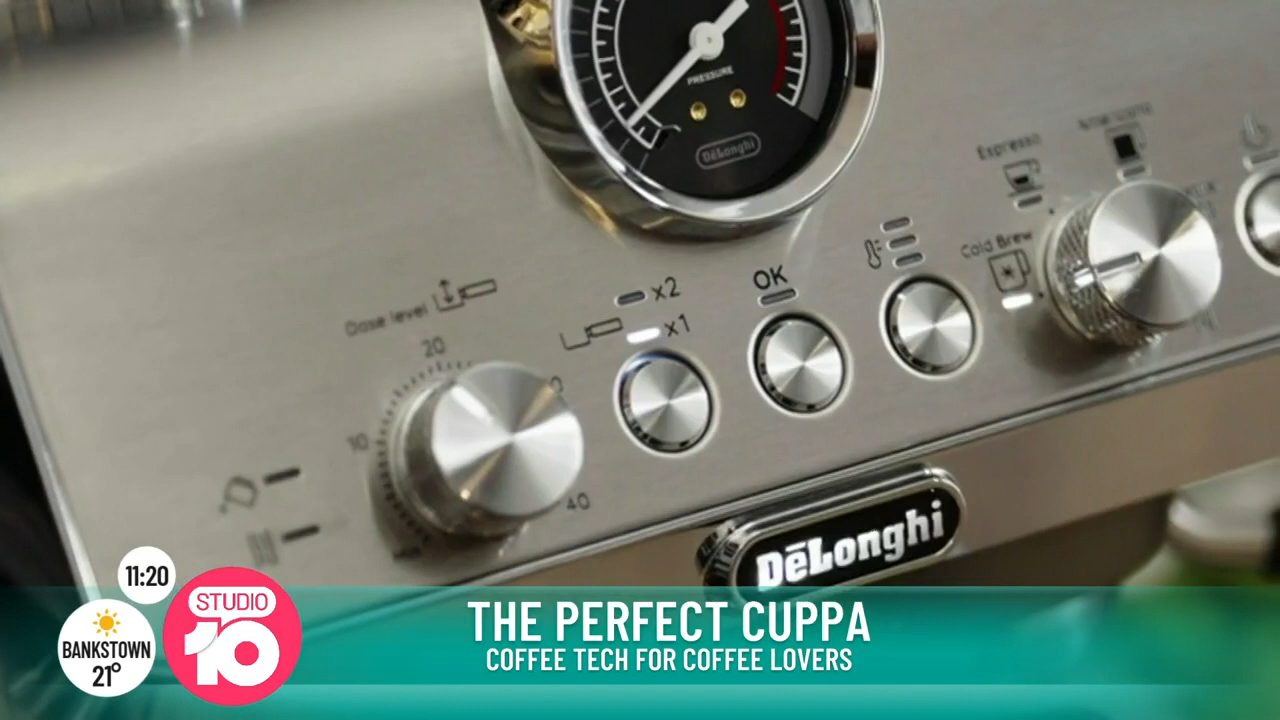 PRESSURE
DēLonghi
Espresso
Cold Brew
OK
x2
x1
Dose level
20
10
40
DēLonghi
11:20
BANKSTOWN
21°
STUDIO
10
THE PERFECT CUPPA
COFFEE TECH FOR COFFEE LOVERS